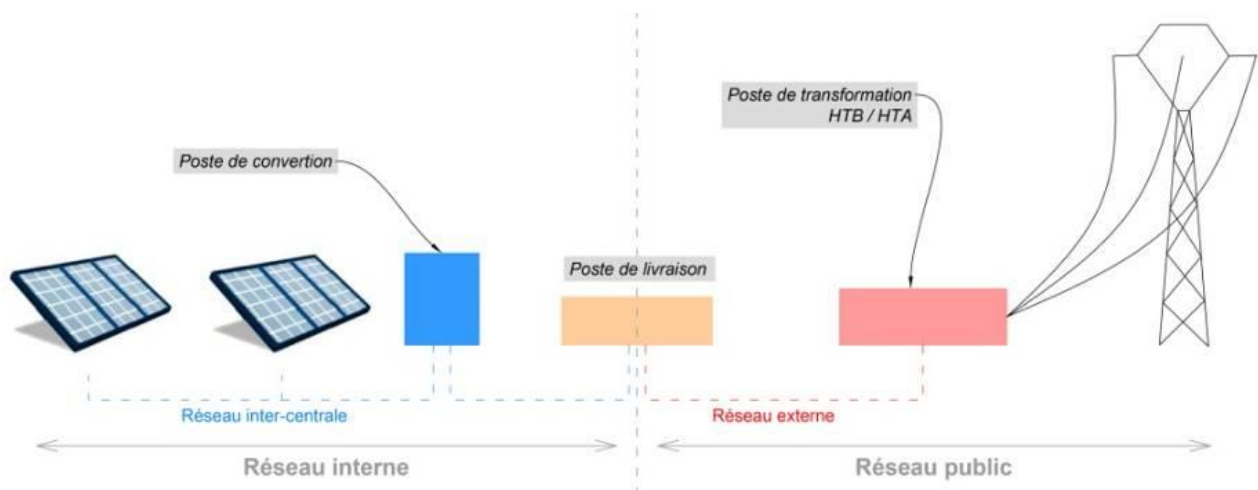 Poste de transformation
HTB / HTA
Poste de convertion
Poste de livraison
Réseau inter-centrale
Réseau externe
Réseau interne
Réseau public